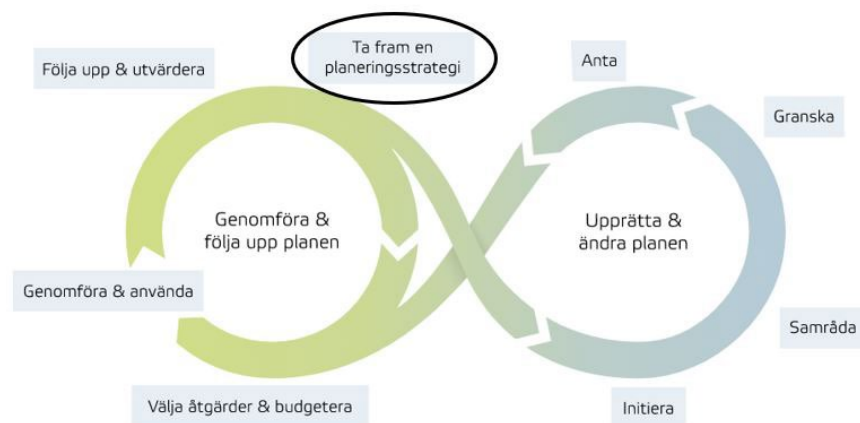 Ta fram en
planeringsstrategi
Följa upp & utvärdera
Anta
Granska
Genomföra &
följa upp planen
Upprätta &
ändra planen
Genomföra & använda
Samråda
Välja åtgärder & budgetera
Initiera